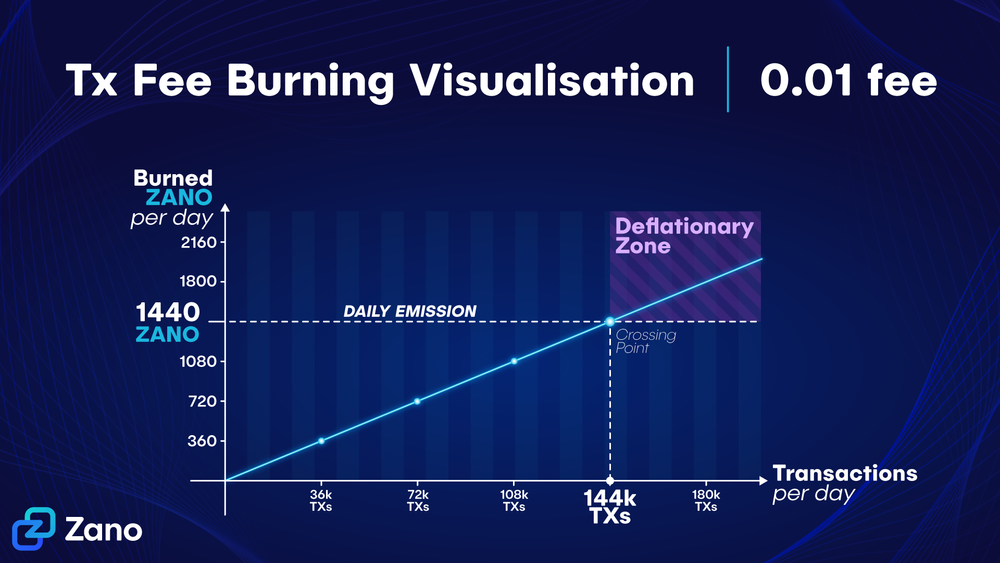 Tx Fee Burning Visualisation
0.01 fee
Burned
ZANO
per day
2160
1800
1440
ZANO
1080
720
360
DAILY EMISSION
Deflationary
Zone
Crossing
Point
36k
TXs
72k
TXs
108k
TXs
144k
TXs
180k
TXs
Transactions
per day
Zano